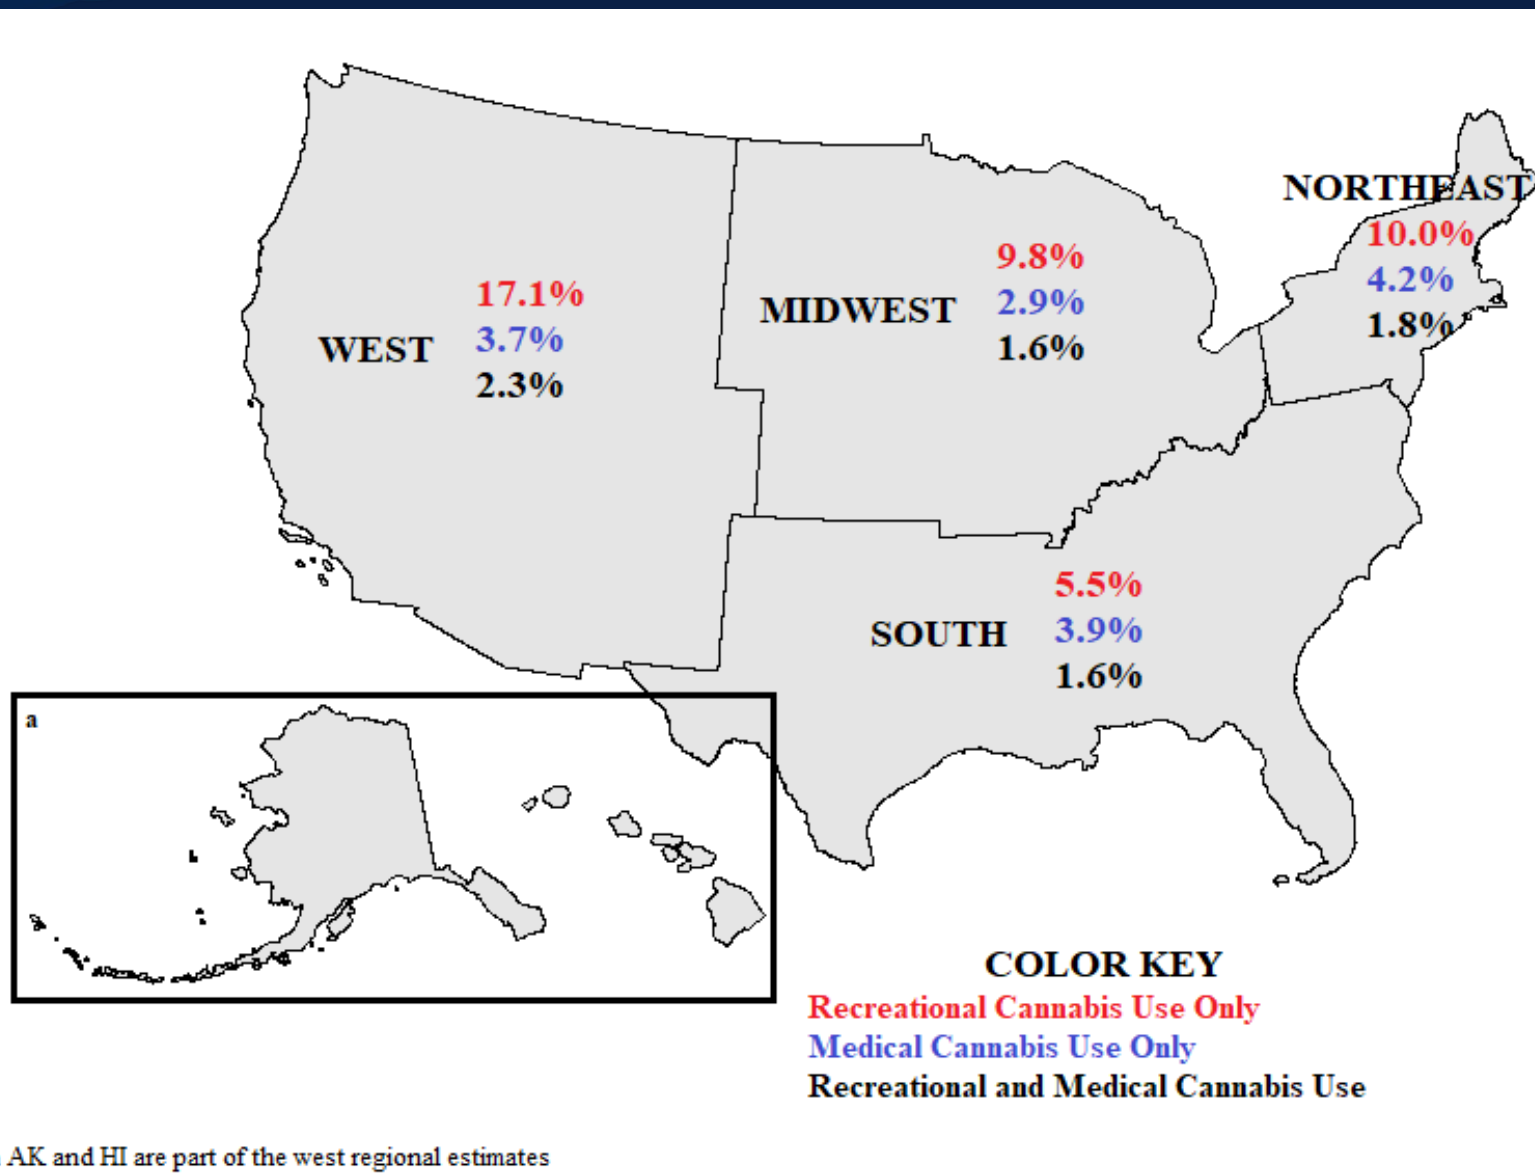 NORTHEAST
10.0%
4.2%
1.8%
9.8%
MIDWEST 2.9%
1.6%
17.1%
WEST 3.7%
2.3%
5.5%
SOUTH 3.9%
1.6%
a
COLOR KEY
Recreational Cannabis Use Only
Medical Cannabis Use Only
Recreational and Medical Cannabis Use
AK and HI are part of the west regional estimates